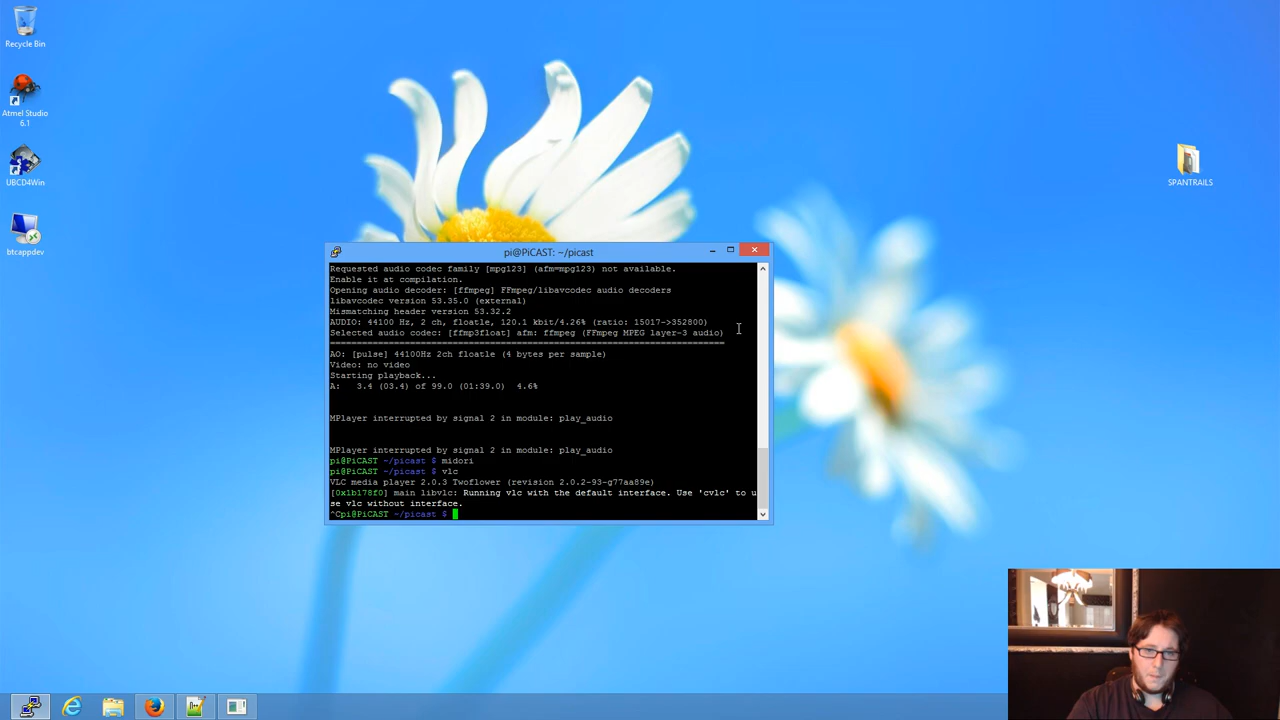 Recycle Bin
Atmel Studio
6.1
UBCD4Win
btcappdev
SPANTRAILS
pi@PiCAST: ~/picast
Requested audio codec family [mpg123] (afm=mpg123) not available.
Enable it at compilation.
Opening audio decoder: [ffmpeg] FFmpeg/libavcodec audio decoders
libavcodec version 53.35.0 (external)
Mismatching header version 53.32.2
AUDIO: 44100 Hz, 2 ch, floatle, 120.1 kbit/4.26% (ratio: 15017->352800)
Selected audio codec: [ffmp3float] afm: ffmpeg (FFmpeg MPEG layer-3 audio)
==========================================================================
AO: [pulse] 44100Hz 2ch floatle (4 bytes per sample)
Video: no video
Starting playback...
A:   3.4 (03.4) of 99.0 (01:39.0)  4.6%
MPlayer interrupted by signal 2 in module: play_audio
MPlayer interrupted by signal 2 in module: play_audio
pi@PiCAST ~/picast $ midori
pi@PiCAST ~/picast $ vlc
VLC media player 2.0.3 Twoflower (revision 2.0.2-93-g77aa89e)
[0x1b178f0] main libvlc: Running vlc with the default interface. Use 'cvlc' to u
se vlc without interface.
^Cpi@PiCAST ~/picast $